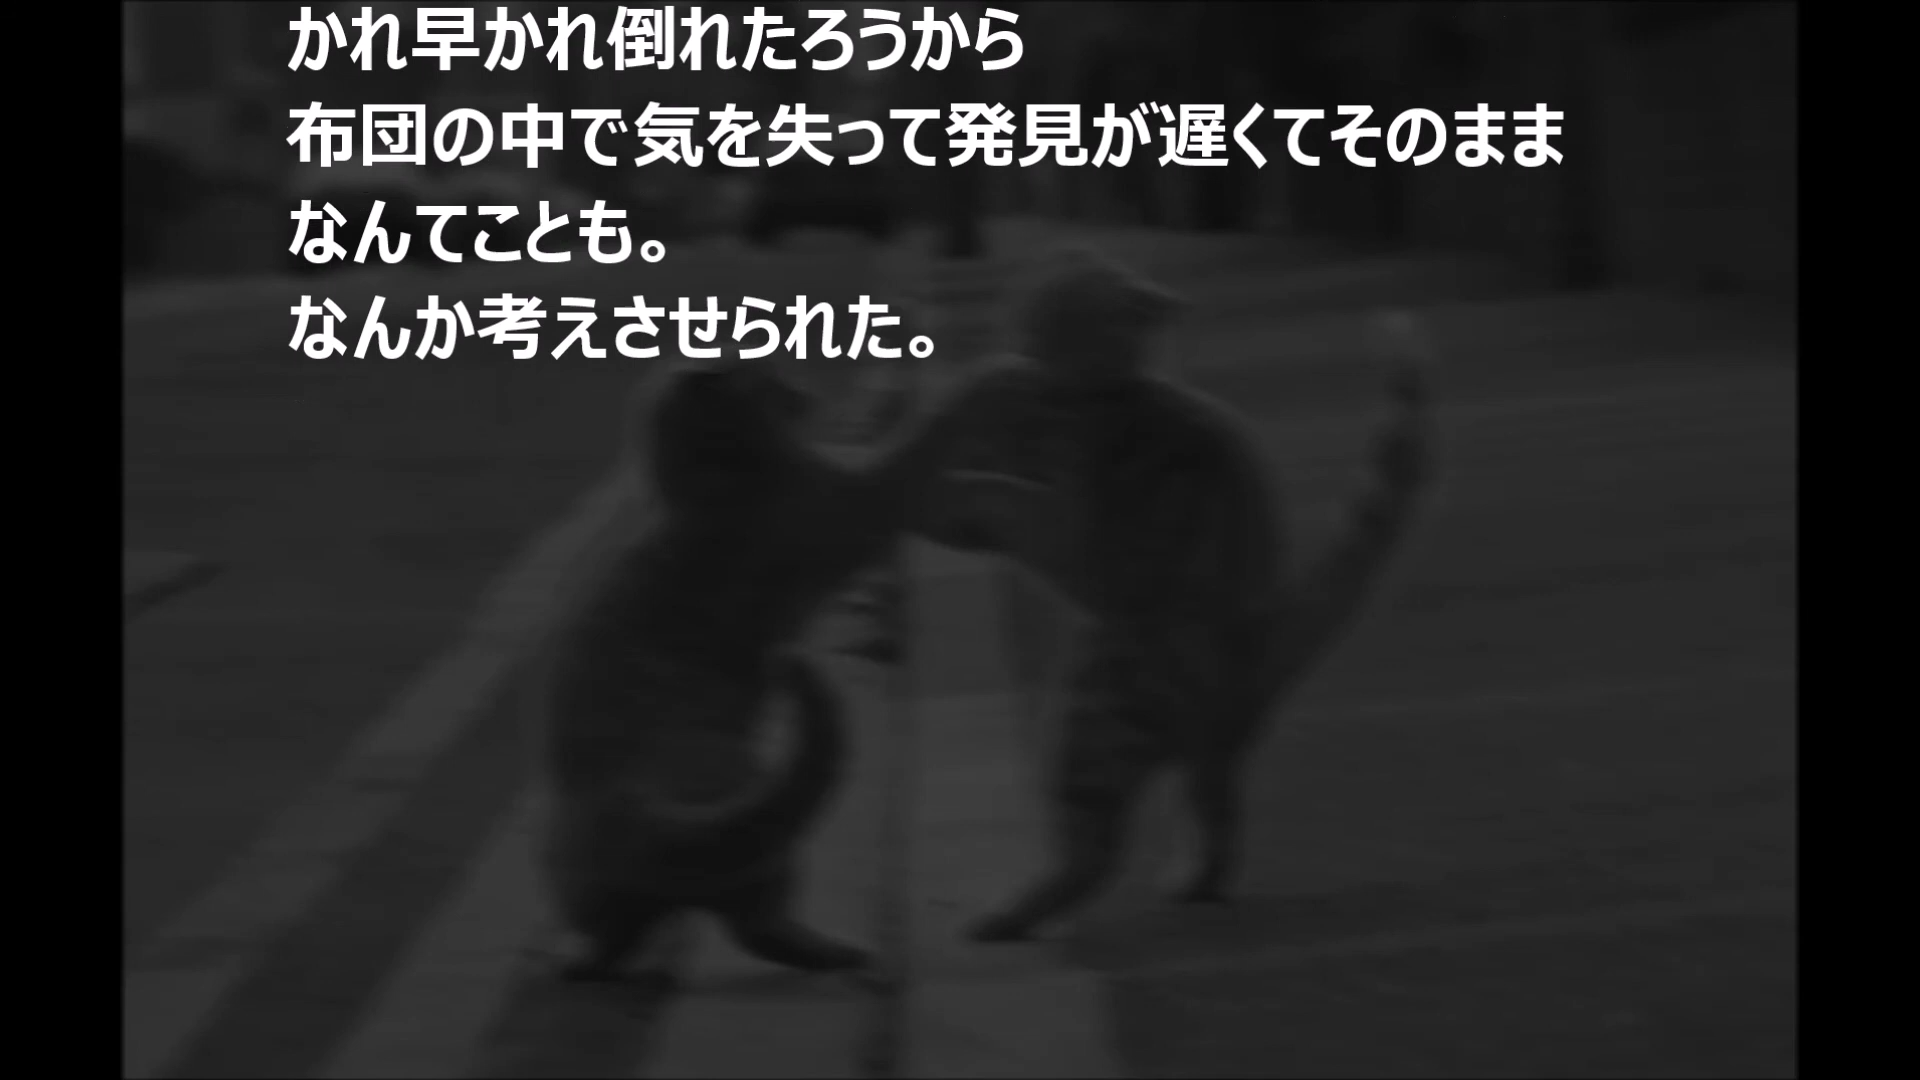 かれ早かれ倒れたろうから
布団の中で気を失って発見が遅くてそのまま
なんてことも。
なんか考えさせられた。